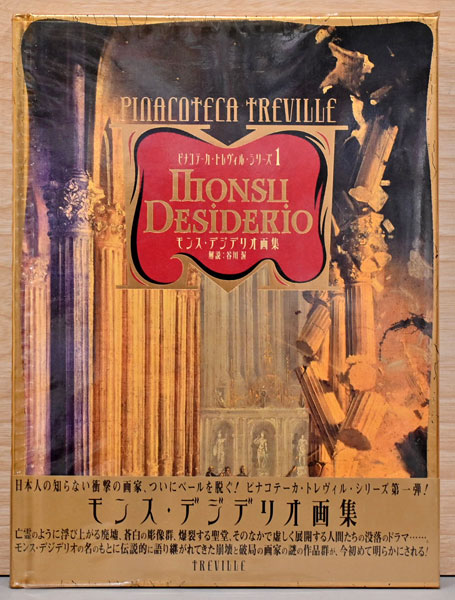 PINACOTECA TREVILLE
ピナコテーカ・トレヴィル・シリーズ1
MONSU
DESIDERIO
モンス・デジデリオ画集
解説:谷川渥
日本人の知らない衝撃の画家、ついにベールを脱ぐ! ピナコテーカ・トレヴィル・シリーズ第一弾!
モンス・デジデリオ画集
亡霊のように浮び上がる廃墟、蒼白の彫像群、爆裂する聖堂、そのなかで虚しく展開する人間たちの没落のドラマ……。
モンス・デジデリオの名のもとに伝説的に語り継がれてきた崩壊と破局の画家の謎の作品群が、今初めて明らかにされる!
TREVILLE